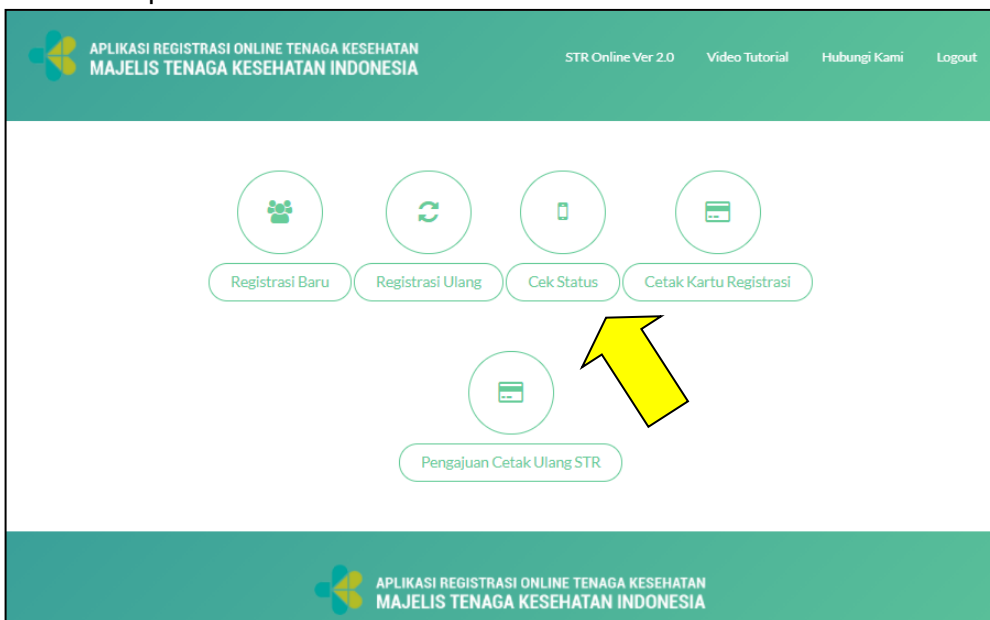 APLIKASI REGISTRASI ONLINE TENAGA KESEHATAN
MAJELIS TENAGA KESEHATAN INDONESIA
STR Online Ver 2.0 Video Tutorial Hubungi Kami Logout
Registrasi Baru Registrasi Ulang Cek Status Cetak Kartu Registrasi
Pengajuan Cetak Ulang STR
APLIKASI REGISTRASI ONLINE TENAGA KESEHATAN
MAJELIS TENAGA KESEHATAN INDONESIA